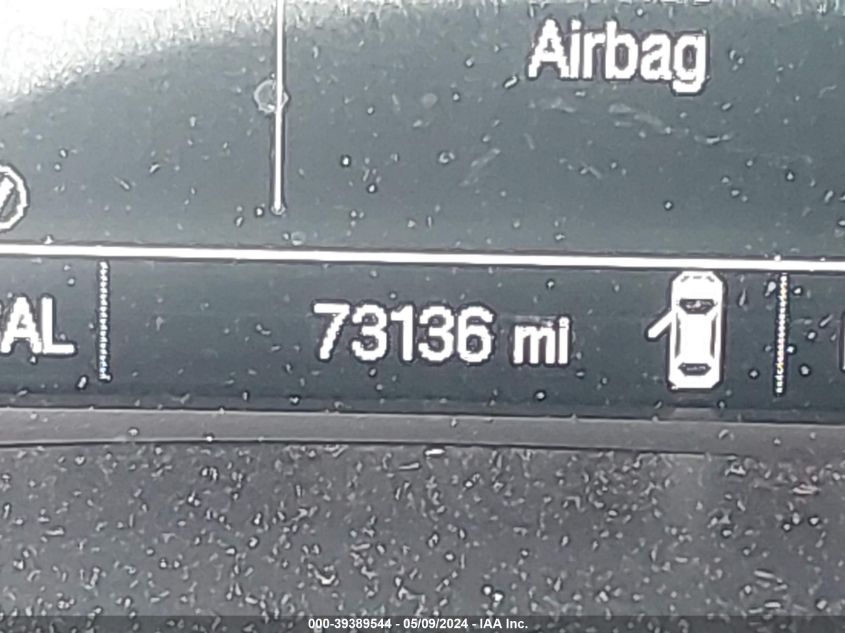 Airbag
AL
73136 mi
000-39389544 - 05/09/2024 - IAA Inc.